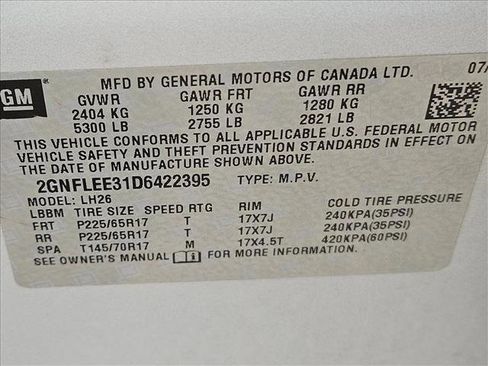 GM
MFD BY GENERAL MOTORS OF CANADA LTD. 07/
GVWR GAWR FRT GAWR RR
2404 KG 1250 KG 1280 KG
5300 LB 2755 LB 2821 LB
THIS VEHICLE CONFORMS TO ALL APPLICABLE U.S. FEDERAL MOTOR
VEHICLE SAFETY AND THEFT PREVENTION STANDARDS IN EFFECT ON
THE DATE OF MANUFACTURE SHOWN ABOVE.
2GNFLEE31D6422395 TYPE: M.P.V.
MODEL: LH26
LBBM TIRE SIZE SPEED RTG RIM COLD TIRE PRESSURE
FRT P225/65R17 T 17X7J 240KPA(35PSI)
RR P225/65R17 T 17X7J 240KPA(35PSI)
SPA T145/70R17 M 17X4.5T 420KPA(60PSI)
SEE OWNER'S MANUAL FOR MORE INFORMATION.